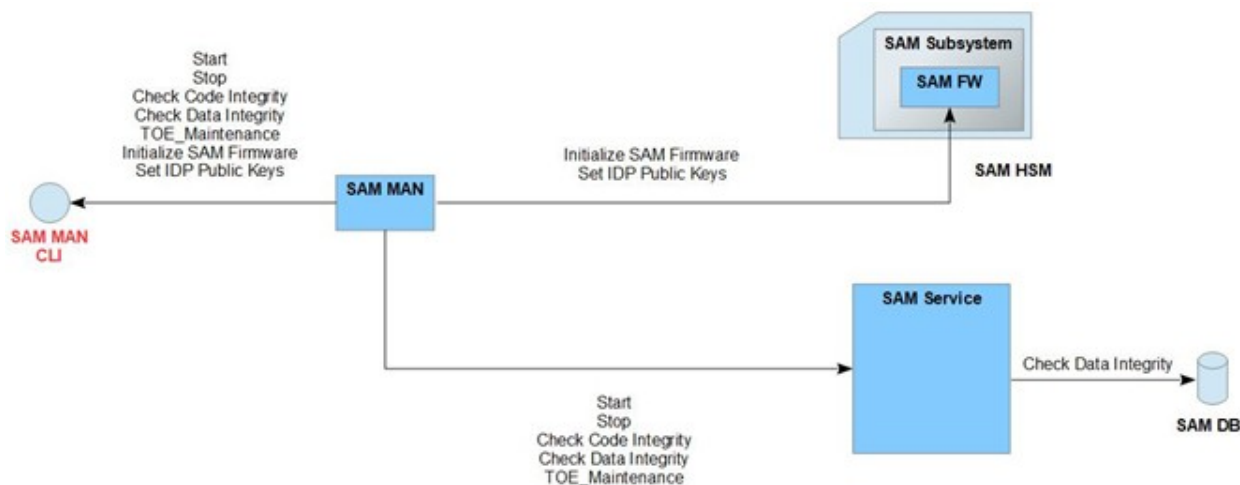 SAM Subsystem
SAM FW
SAM HSM
Start
Stop
Check Code Integrity
Check Data Integrity
TOE_Maintenance
Initialize SAM Firmware
Set IDP Public Keys
SAM MAN
CLI
SAM MAN
Initialize SAM Firmware
Set IDP Public Keys
SAM Service
Start
Stop
Check Code Integrity
Check Data Integrity
TOE_Maintenance
Check Data Integrity
SAM DB